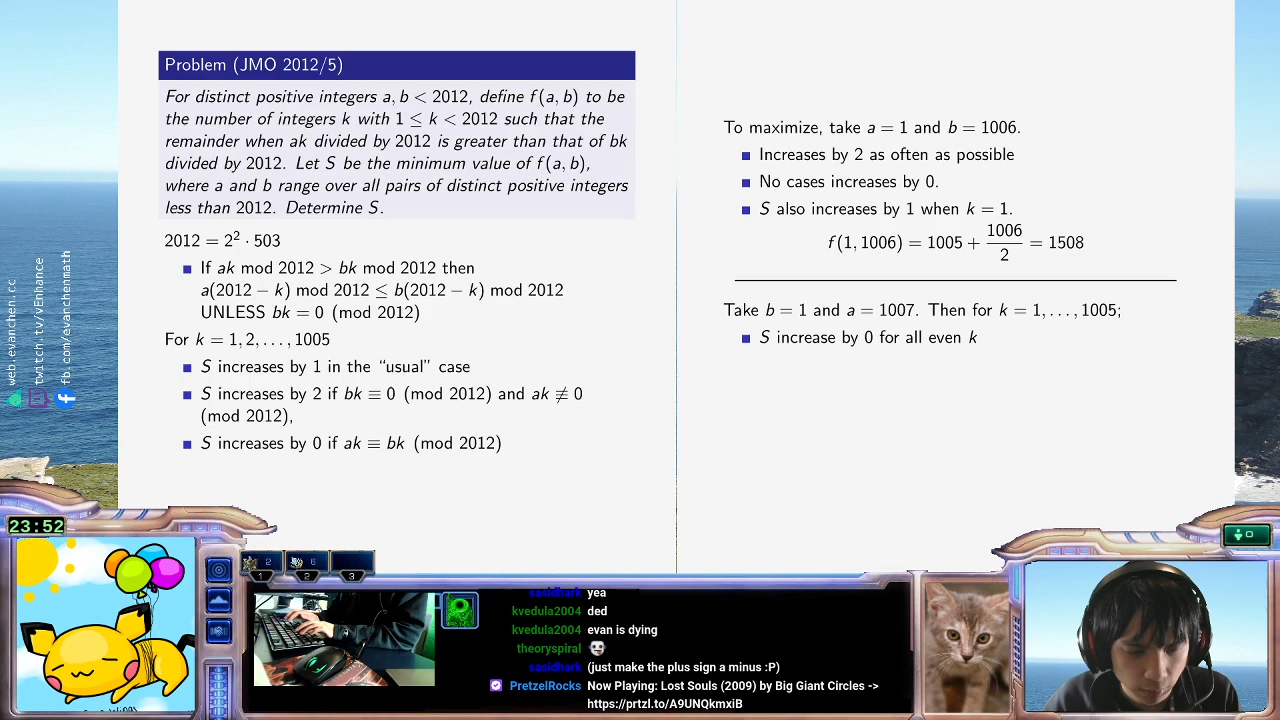 Problem (JMO 2012/5)
For distinct positive integers a, b < 2012, define f(a, b) to be
the number of integers k with 1 ≤ k < 2012 such that the
remainder when ak divided by 2012 is greater than that of bk
divided by 2012. Let S be the minimum value of f(a, b),
where a and b range over all pairs of distinct positive integers
less than 2012. Determine S.
2012 = 2² · 503
■ If ak mod 2012 > bk mod 2012 then
a(2012 − k) mod 2012 ≤ b(2012 − k) mod 2012
UNLESS bk = 0 (mod 2012)
For k = 1, 2, . . . , 1005
■ S increases by 1 in the “usual” case
■ S increases by 2 if bk ≡ 0 (mod 2012) and ak ≢ 0
(mod 2012),
■ S increases by 0 if ak ≡ bk (mod 2012)
To maximize, take a = 1 and b = 1006.
■ Increases by 2 as often as possible
■ No cases increases by 0.
■ S also increases by 1 when k = 1.
f(1, 1006) = 1005 + 1006/2 = 1508
Take b = 1 and a = 1007. Then for k = 1, . . . , 1005;
■ S increase by 0 for all even k
web.evanchen.cc
twitch.tv/vEnhance
fb.com/evanchenmath
23:52
2
6
1
2
3
0
sasidhark yea
kvedula2004 ded
kvedula2004 evan is dying
theoryspiral
sasidhark (just make the plus sign a minus :P)
PretzelRocks Now Playing: Lost Souls (2009) by Big Giant Circles ->
https://prtzl.to/A9UNQkmxiB